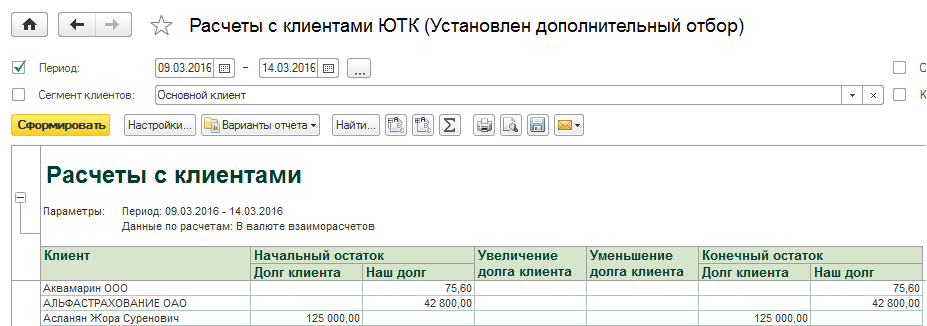 Расчеты с клиентами ЮТК (Установлен дополнительный отбор)
Период: 09.03.2016 – 14.03.2016 ...
Сегмент клиентов: Основной клиент
Сформировать Настройки... Варианты отчета Найти...
Расчеты с клиентами
Параметры: Период: 09.03.2016 - 14.03.2016
Данные по расчетам: В валюте взаиморасчетов
Клиент Начальный остаток Увеличение долга клиента Уменьшение долга клиента Конечный остаток
Долг клиента Наш долг Долг клиента Наш долг
Аквамарин ООО 75,60 75,60
АЛЬФАСТРАХОВАНИЕ ОАО 42 800,00 42 800,00
Асланян Жора Суренович 125 000,00 125 000,00